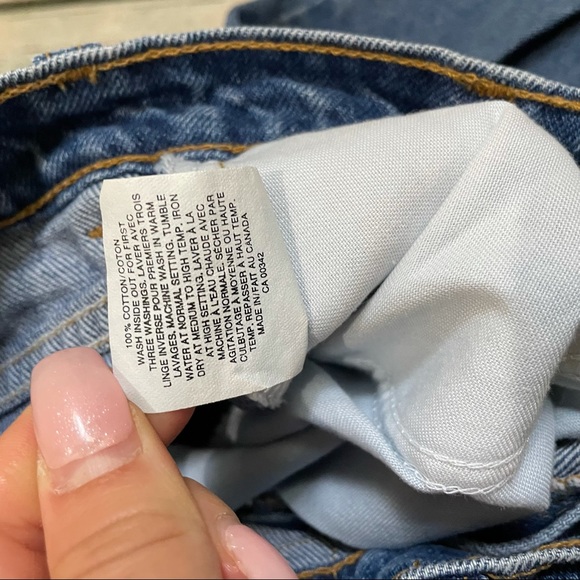 100% COTTON/COTON
WASH INSIDE OUT FOR FIRST
THREE WASHINGS. LAVER AVEC
LINGE INVERSE POUR PREMIERS TROIS
LAVAGES. MACHINE WASH IN WARM
WATER AT NORMAL SETTING. TUMBLE
DRY AT MEDIUM TO HIGH TEMP. IRON
AT HIGH SETTING. LAVER À LA
MACHINE À L'EAU CHAUDE AVEC
AGITATION NORMALE. SÉCHER PAR
CULBUTAGE À MOYENNE OU HAUTE
TEMP. REPASSER À HAUT TEMP.
MADE IN/FAIT AU CANADA
CA 00342